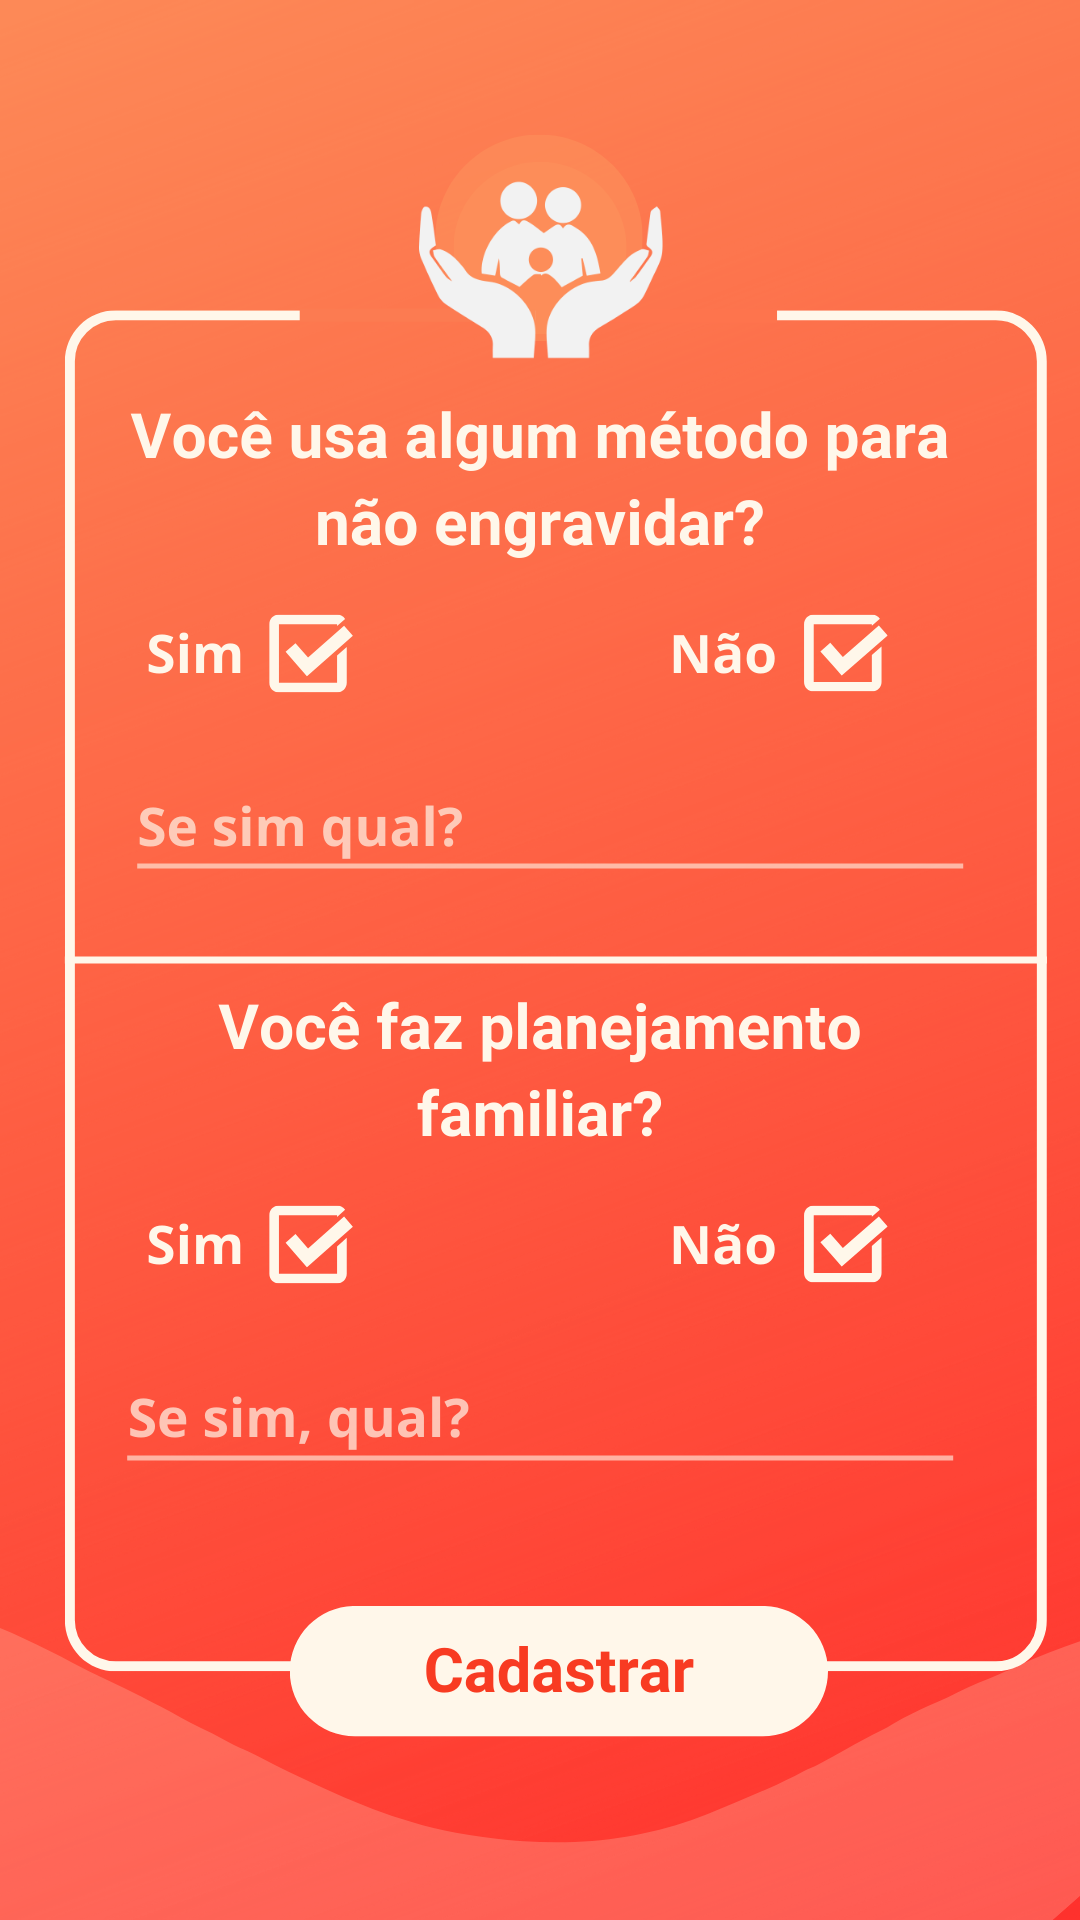 Você usa algum método para
não engravidar?
Sim Não
Se sim qual?
Você faz planejamento
familiar?
Sim Não
Se sim, qual?
Cadastrar